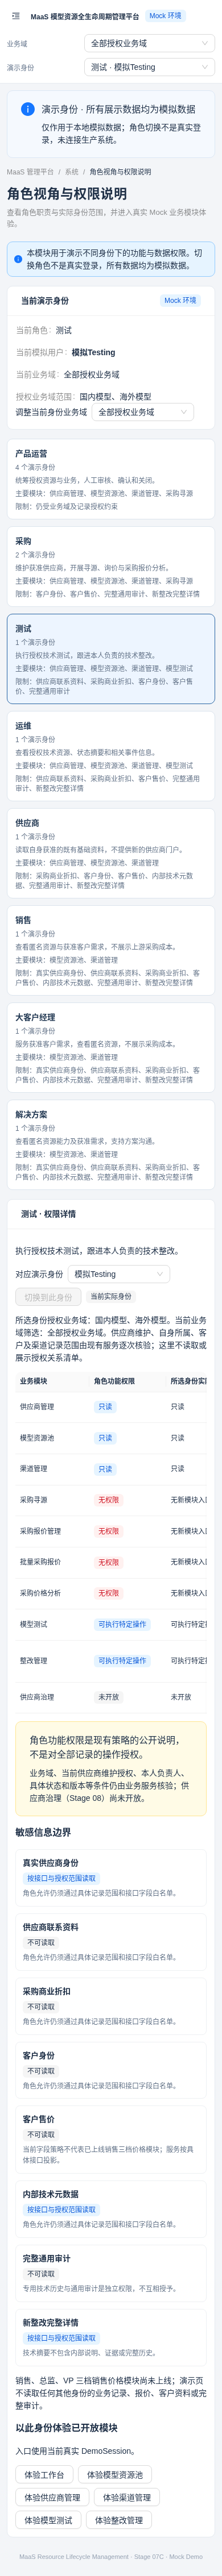 MaaS 模型资源全生命周期管理平台 Mock 环境
业务域 全部授权业务域
演示身份 测试 · 模拟Testing
演示身份 · 所有展示数据均为模拟数据
仅作用于本地模拟数据；角色切换不是真实登
录，未连接生产系统。
MaaS 管理平台 / 系统 / 角色视角与权限说明
角色视角与权限说明
查看角色职责与实际身份范围，并进入真实 Mock 业务模块体
验。
本模块用于演示不同身份下的功能与数据权限。切
换角色不是真实登录，所有数据均为模拟数据。
当前演示身份 Mock 环境
当前角色：测试
当前模拟用户：模拟Testing
当前业务域：全部授权业务域
授权业务域范围：国内模型、海外模型
调整当前身份业务域 全部授权业务域
产品运营
4 个演示身份
统筹授权资源与业务，人工审核、确认和关闭。
主要模块：供应商管理、模型资源池、渠道管理、采购寻源
限制：仍受业务域及记录授权约束
采购
2 个演示身份
维护获准供应商，开展寻源、询价与采购报价分析。
主要模块：供应商管理、模型资源池、渠道管理、采购寻源
限制：客户身份、客户售价、完整通用审计、新整改完整详情
测试
1 个演示身份
执行授权技术测试，跟进本人负责的技术整改。
主要模块：供应商管理、模型资源池、渠道管理、模型测试
限制：供应商联系资料、采购商业折扣、客户身份、客户售
价、完整通用审计
运维
1 个演示身份
查看授权技术资源、状态摘要和相关事件信息。
主要模块：供应商管理、模型资源池、渠道管理、模型测试
限制：供应商联系资料、采购商业折扣、客户售价、完整通用
审计、新整改完整详情
供应商
1 个演示身份
读取自身获准的既有基础资料，不提供新的供应商门户。
主要模块：供应商管理、模型资源池、渠道管理
限制：采购商业折扣、客户身份、客户售价、内部技术元数
据、完整通用审计、新整改完整详情
销售
1 个演示身份
查看匿名资源与获准客户需求，不展示上游采购成本。
主要模块：模型资源池、渠道管理
限制：真实供应商身份、供应商联系资料、采购商业折扣、客
户售价、内部技术元数据、完整通用审计、新整改完整详情
大客户经理
1 个演示身份
服务获准客户需求，查看匿名资源，不展示采购成本。
主要模块：模型资源池、渠道管理
限制：真实供应商身份、供应商联系资料、采购商业折扣、客
户售价、内部技术元数据、完整通用审计、新整改完整详情
解决方案
1 个演示身份
查看匿名资源能力及获准需求，支持方案沟通。
主要模块：模型资源池、渠道管理
限制：真实供应商身份、供应商联系资料、采购商业折扣、客
户售价、内部技术元数据、完整通用审计、新整改完整详情
测试 · 权限详情
执行授权技术测试，跟进本人负责的技术整改。
对应演示身份 模拟Testing
切换到此身份 当前实际身份
所选身份授权业务域：国内模型、海外模型。当前业务
域筛选：全部授权业务域。供应商维护、自身所属、客
户及渠道记录范围由现有服务逐次核验；这里不读取或
展示授权关系清单。
业务模块 角色功能权限 所选身份实际
供应商管理 只读 只读
模型资源池 只读 只读
渠道管理 只读 只读
采购寻源 无权限 无新模块入口
采购报价管理 无权限 无新模块入口
批量采购报价 无权限 无新模块入口
采购价格分析 无权限 无新模块入口
模型测试 可执行特定操作 可执行特定操
整改管理 可执行特定操作 可执行特定操
供应商治理 未开放 未开放
角色功能权限是现有策略的公开说明，
不是对全部记录的操作授权。
业务域、当前供应商维护授权、本人负责人、
具体状态和版本等条件仍由业务服务核验；供
应商治理（Stage 08）尚未开放。
敏感信息边界
真实供应商身份
按接口与授权范围读取
角色允许仍须通过具体记录范围和接口字段白名单。
供应商联系资料
不可读取
角色允许仍须通过具体记录范围和接口字段白名单。
采购商业折扣
不可读取
角色允许仍须通过具体记录范围和接口字段白名单。
客户身份
不可读取
角色允许仍须通过具体记录范围和接口字段白名单。
客户售价
不可读取
当前字段策略不代表已上线销售三档价格模块；服务按具
体接口投影。
内部技术元数据
按接口与授权范围读取
角色允许仍须通过具体记录范围和接口字段白名单。
完整通用审计
不可读取
专用技术历史与通用审计是独立权限，不互相授予。
新整改完整详情
按接口与授权范围读取
技术摘要不包含内部说明、证据或完整历史。
销售、总监、VP 三档销售价格模块尚未上线；演示页
不读取任何其他身份的业务记录、报价、客户资料或完
整审计。
以此身份体验已开放模块
入口使用当前真实 DemoSession。
体验工作台 体验模型资源池
体验供应商管理 体验渠道管理
体验模型测试 体验整改管理
MaaS Resource Lifecycle Management · Stage 07C · Mock Demo